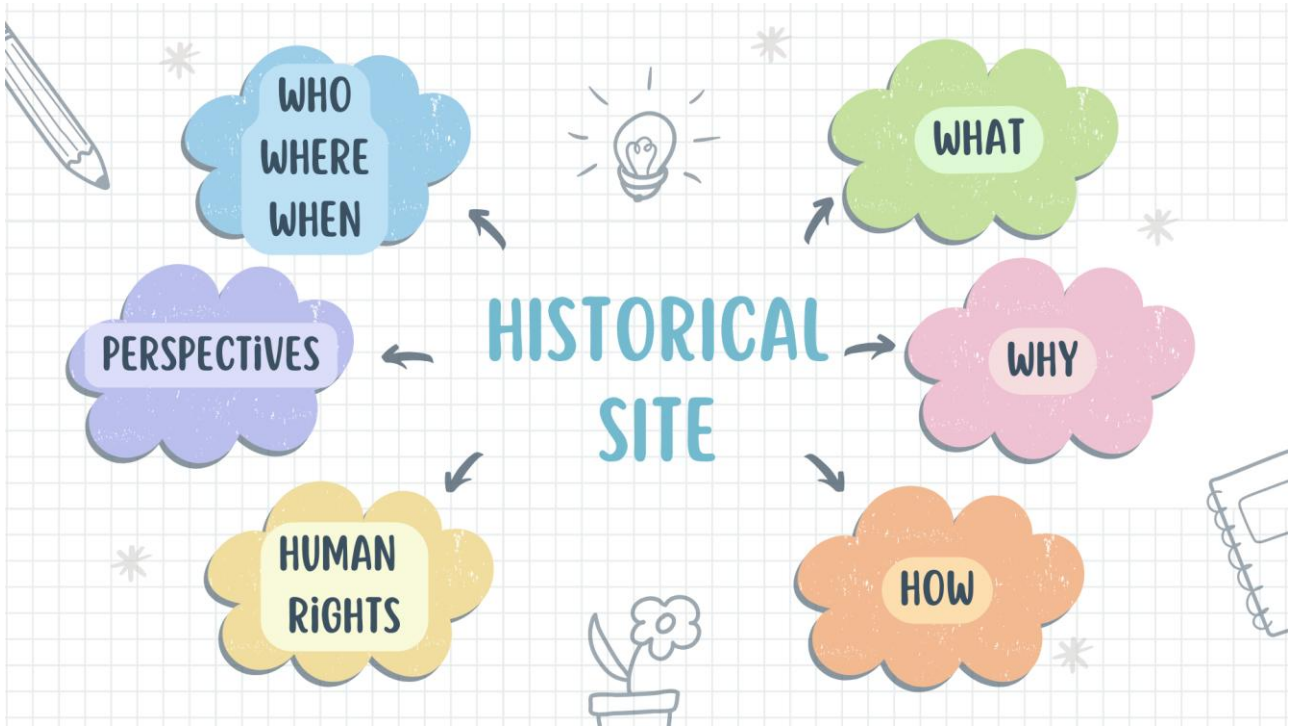 WHO
WHERE
WHEN
WHAT
HISTORICAL
SITE
PERSPECTIVES
WHY
HUMAN
RIGHTS
HOW